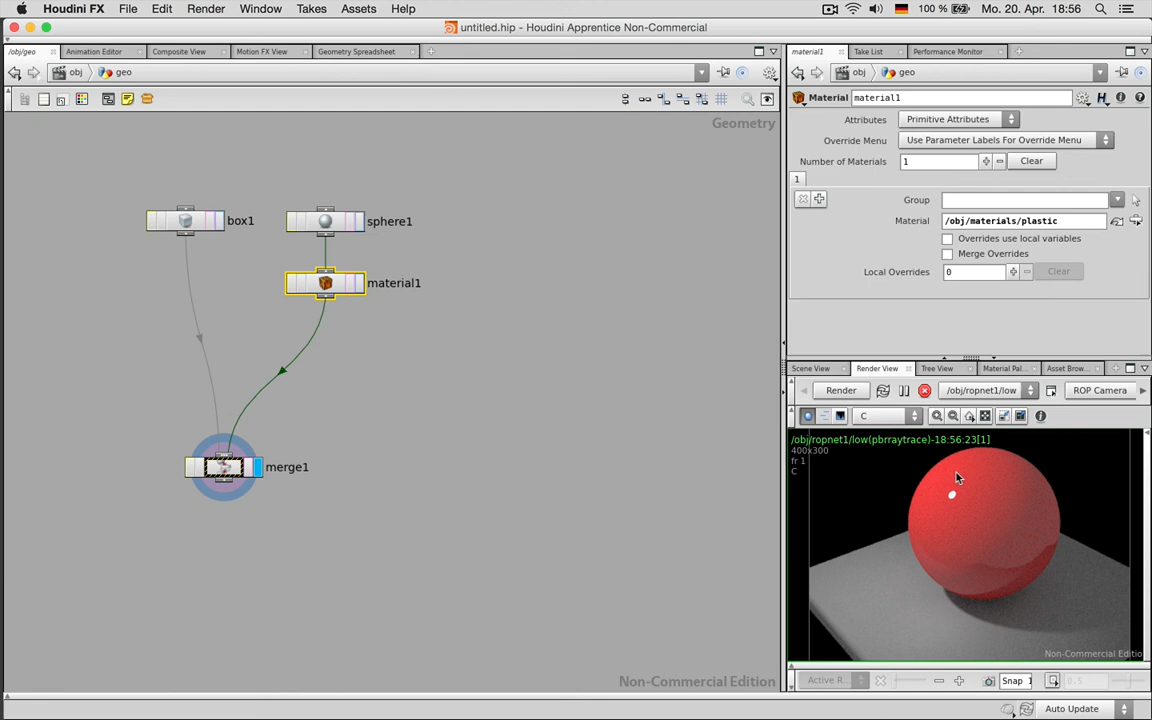 Houdini FX File Edit Render Window Takes Assets Help 100 % Mo. 20. Apr. 18:56
untitled.hip - Houdini Apprentice Non-Commercial
/obj/geo Animation Editor Composite View Motion FX View Geometry Spreadsheet
material1 Take List Performance Monitor
obj geo
obj geo
Geometry
Material material1
Attributes Primitive Attributes
Override Menu Use Parameter Labels For Override Menu
Number of Materials 1 Clear
1
Group
Material /obj/materials/plastic
Overrides use local variables
Merge Overrides
Local Overrides 0 Clear
box1 sphere1
material1
merge1
Scene View Render View Tree View Material Pal... Asset Brow...
Render /obj/ropnet1/low ROP Camera
C
/obj/ropnet1/low(pbrraytrace)-18:56:23[1]
400x300
fr 1
C
Non-Commercial Editio
Non-Commercial Edition
Active R... Snap 1 0.5
Auto Update